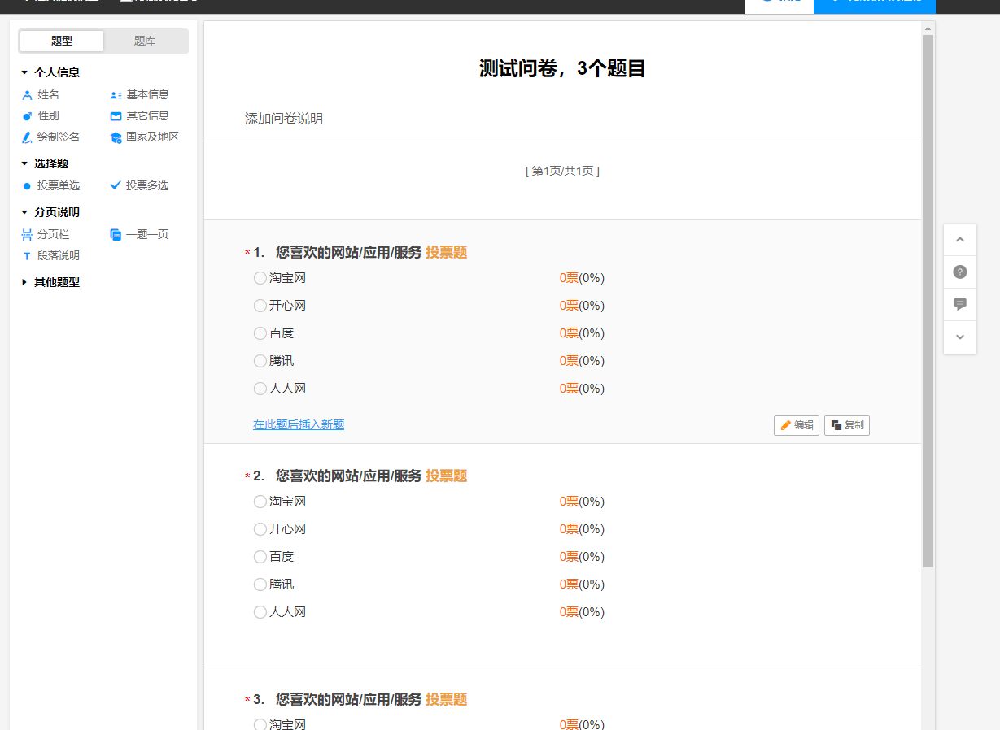 题型 题库
个人信息
姓名 基本信息
性别 其它信息
绘制签名 国家及地区
选择题
投票单选 投票多选
分页说明
分页栏 一题一页
段落说明
其他题型
测试问卷，3个题目
添加问卷说明
[ 第1页/共1页 ]
* 1. 您喜欢的网站/应用/服务 投票题
淘宝网 0票(0%)
开心网 0票(0%)
百度 0票(0%)
腾讯 0票(0%)
人人网 0票(0%)
在此题后插入新题 编辑 复制
* 2. 您喜欢的网站/应用/服务 投票题
淘宝网 0票(0%)
开心网 0票(0%)
百度 0票(0%)
腾讯 0票(0%)
人人网 0票(0%)
* 3. 您喜欢的网站/应用/服务 投票题
淘宝网 0票(0%)